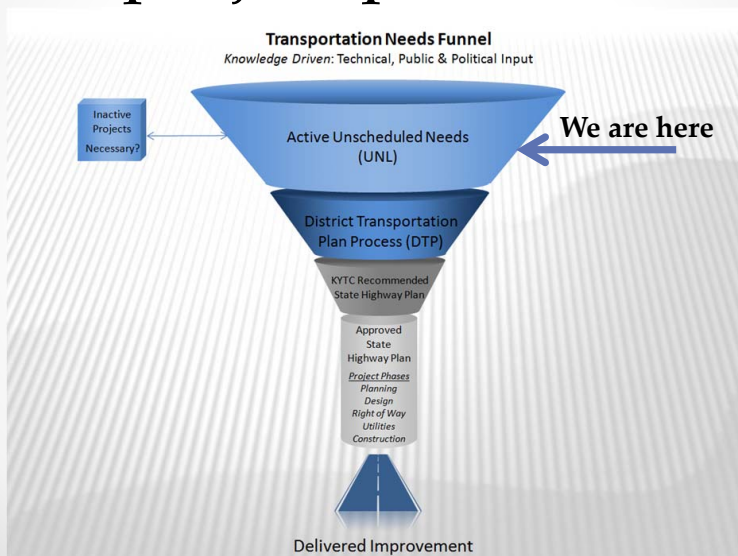 Transportation Needs Funnel
Knowledge Driven: Technical, Public & Political Input
Inactive
Projects
Necessary?
Active Unscheduled Needs
(UNL)
We are here
District Transportation
Plan Process (DTP)
KYTC Recommended
State Highway Plan
Approved
State
Highway Plan
Project Phases
Planning
Design
Right of Way
Utilities
Construction
Delivered Improvement